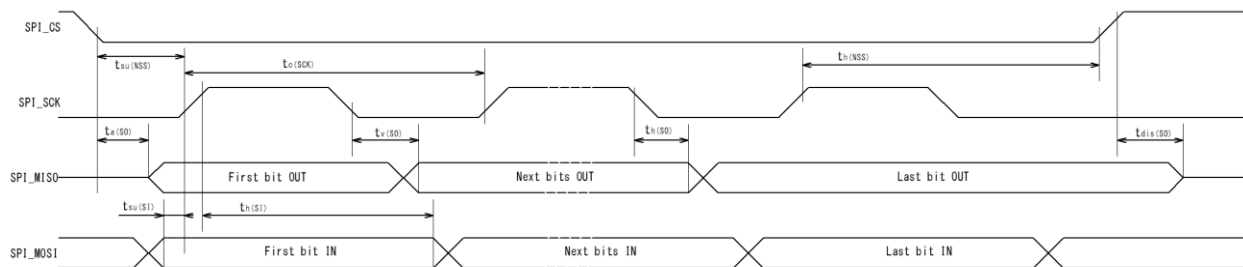 SPI_CS
tsu(NSS)
tc(SCK)
th(NSS)
SPI_SCK
ta(SO)
tv(SO)
th(SO)
tdis(SO)
SPI_MISO
First bit OUT
Next bits OUT
Last bit OUT
tsu(SI)
th(SI)
SPI_MOSI
First bit IN
Next bits IN
Last bit IN